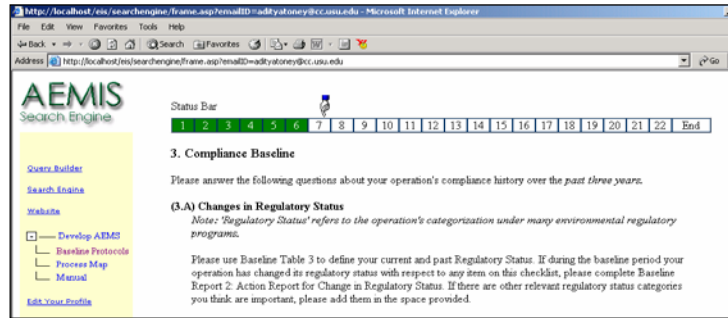 http://localhost/eis/searchengine/frame.asp?emailID=adityatoney@cc.usu.edu - Microsoft Internet Explorer
File Edit View Favorites Tools Help
Back Search Favorites
Address http://localhost/eis/searchengine/frame.asp?emailID=adityatoney@cc.usu.edu Go
AEMIS
Search Engine
Query Builder
Search Engine
Website
Develop AEMS
Baseline Protocols
Process Map
Manual
Edit Your Profile
Status Bar
1 2 3 4 5 6 7 8 9 10 11 12 13 14 15 16 17 18 19 20 21 22 End
3. Compliance Baseline
Please answer the following questions about your operation's compliance history over the past three years.
(3.A) Changes in Regulatory Status
Note: 'Regulatory Status' refers to the operation's categorization under many environmental regulatory
programs.
Please use Baseline Table 3 to define your current and past Regulatory Status. If during the baseline period your
operation has changed its regulatory status with respect to any item on this checklist, please complete Baseline
Report 2: Action Report for Change in Regulatory Status. If there are other relevant regulatory status categories
you think are important, please add them in the space provided.